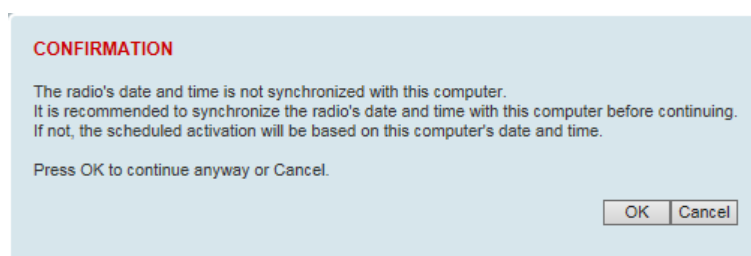 CONFIRMATION
The radio's date and time is not synchronized with this computer.
It is recommended to synchronize the radio's date and time with this computer before continuing.
If not, the scheduled activation will be based on this computer's date and time.
Press OK to continue anyway or Cancel.
OK Cancel